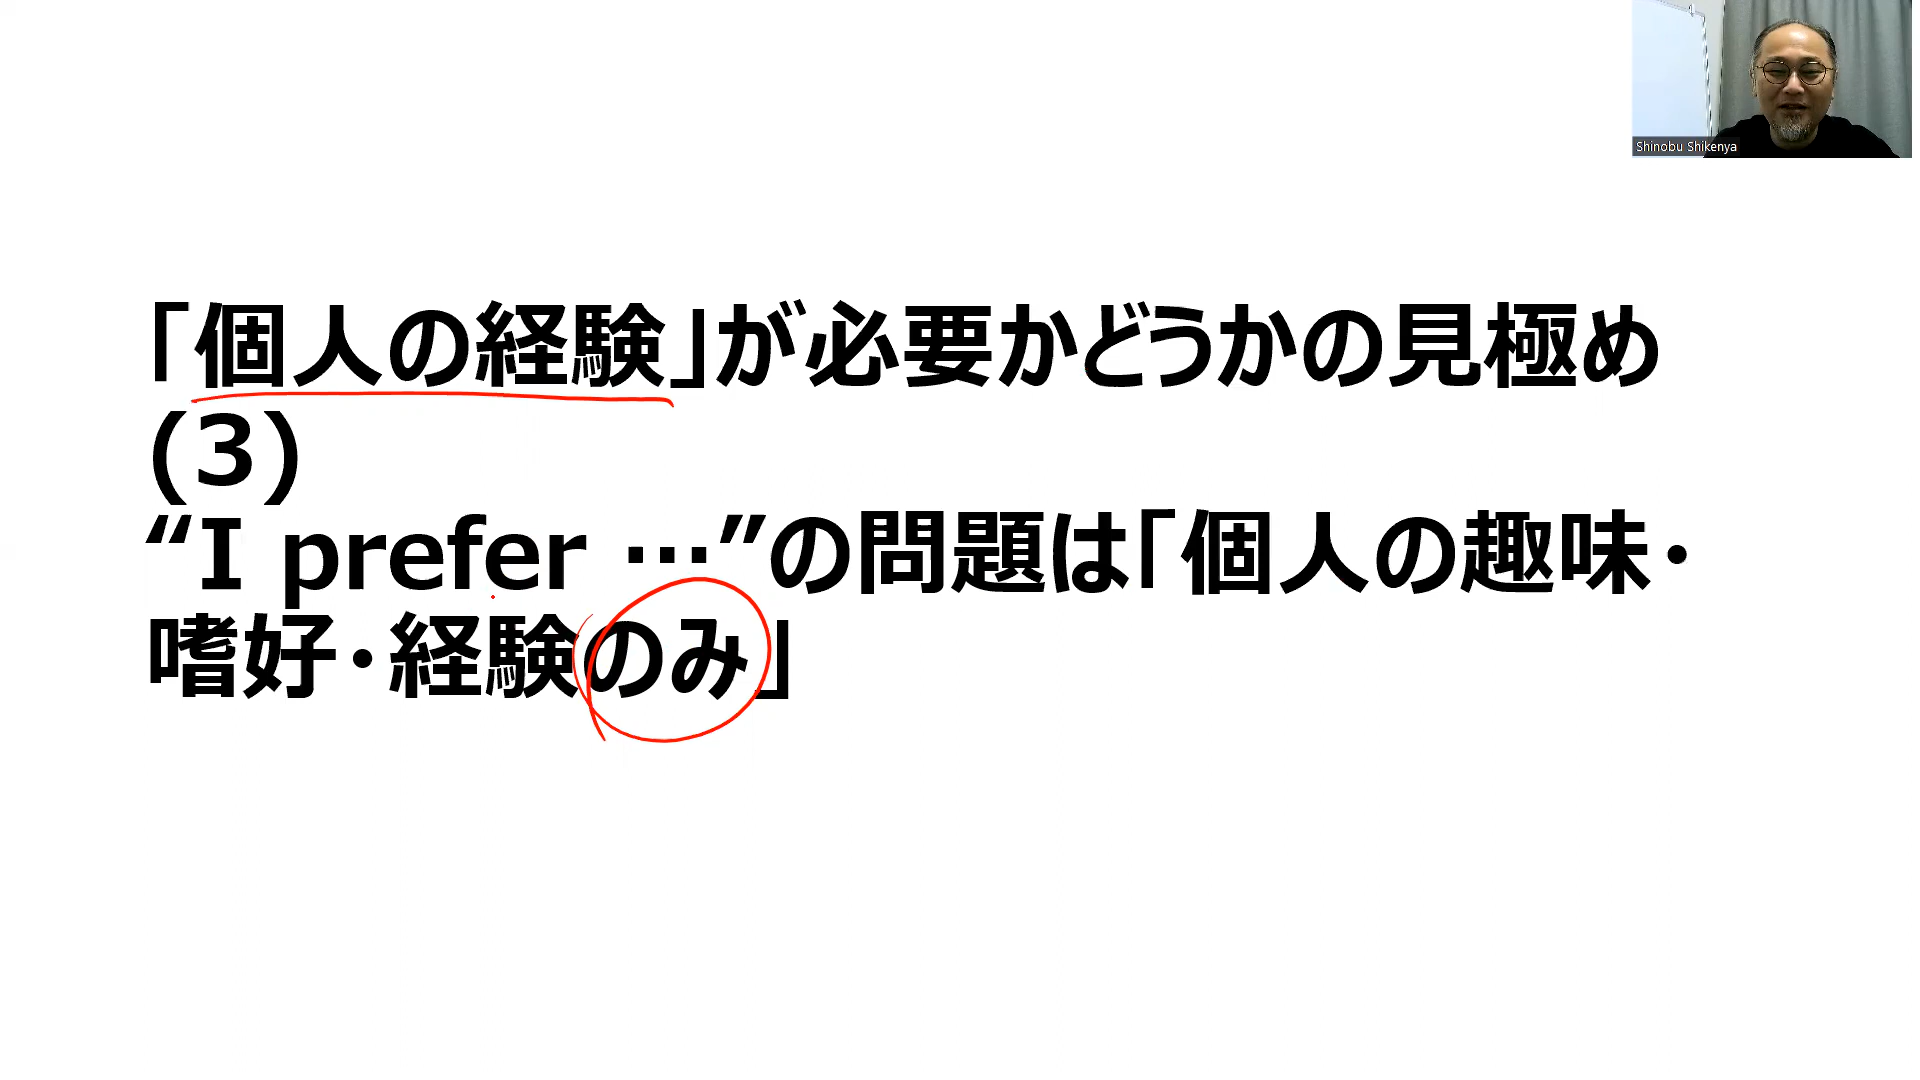 Shinobu Shikenya
「個人の経験」が必要かどうかの見極め
(3)
“I prefer …”の問題は「個人の趣味・
嗜好・経験のみ」